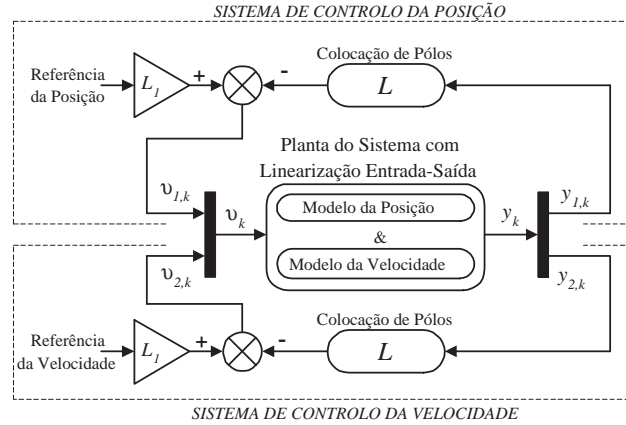 SISTEMA DE CONTROLO DA POSIÇÃO
Referência
da Posição
L1
+
-
Colocação de Pólos
L
Planta do Sistema com
Linearização Entrada-Saída
υ1,k
υk
Modelo da Posição
&
Modelo da Velocidade
yk
y1,k
υ2,k
y2,k
Referência
da Velocidade
L1
+
-
Colocação de Pólos
L
SISTEMA DE CONTROLO DA VELOCIDADE